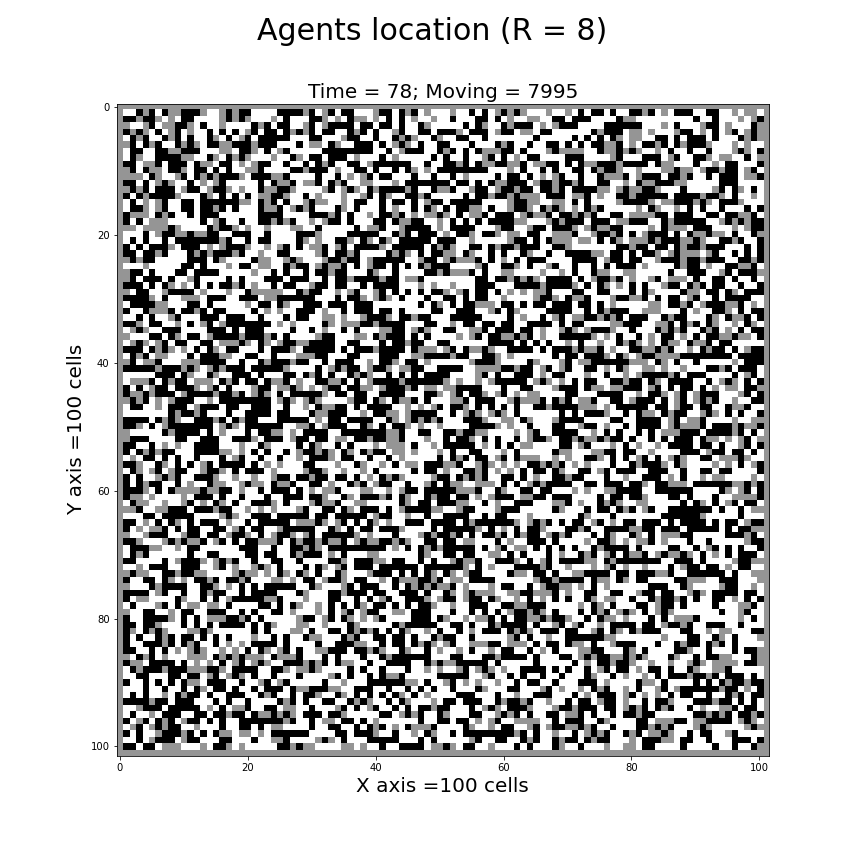 Agents location (R = 8)
Time = 78; Moving = 7995
0
20
40
60
80
100
Y axis =100 cells
0 20 40 60 80 100
X axis =100 cells